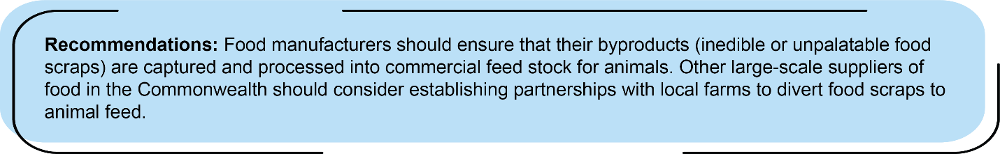 Recommendations: Food manufacturers should ensure that their byproducts (inedible or unpalatable food
scraps) are captured and processed into commercial feed stock for animals. Other large-scale suppliers of
food in the Commonwealth should consider establishing partnerships with local farms to divert food scraps to
animal feed.